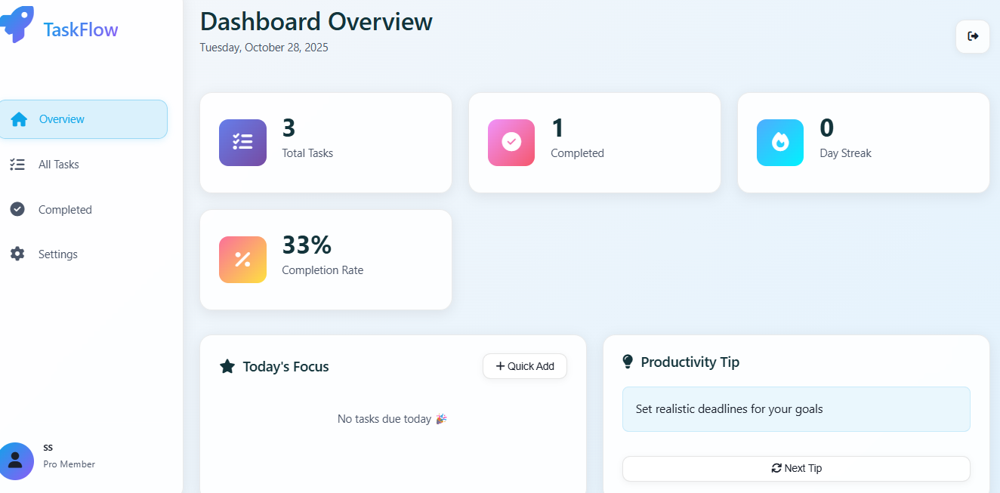 TaskFlow
Overview
All Tasks
Completed
Settings
ss
Pro Member
Dashboard Overview
Tuesday, October 28, 2025
3
Total Tasks
1
Completed
0
Day Streak
33%
Completion Rate
Today's Focus
+ Quick Add
No tasks due today 🎉
Productivity Tip
Set realistic deadlines for your goals
Next Tip